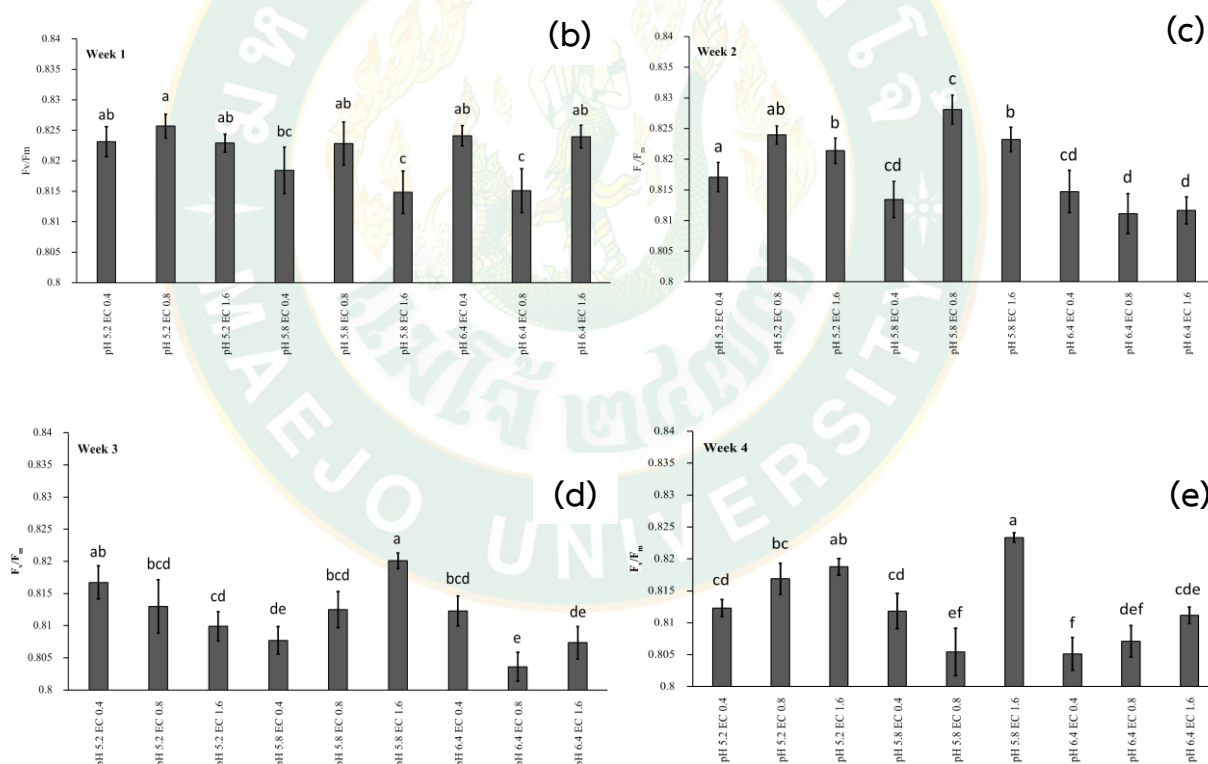 (b)
Week 1
0.84
0.835
0.83
0.825
0.82
0.815
0.81
0.805
0.8
Fv/Fm
ab a ab bc ab c ab c ab
pH 5.2 EC 0.4
pH 5.2 EC 0.8
pH 5.2 EC 1.6
pH 5.8 EC 0.4
pH 5.8 EC 0.8
pH 5.8 EC 1.6
pH 6.4 EC 0.4
pH 6.4 EC 0.8
pH 6.4 EC 1.6
(c)
Week 2
0.84
0.835
0.83
0.825
0.82
0.815
0.81
0.805
0.8
Fv/Fm
a ab b cd c b cd d d
pH 5.2 EC 0.4
pH 5.2 EC 0.8
pH 5.2 EC 1.6
pH 5.8 EC 0.4
pH 5.8 EC 0.8
pH 5.8 EC 1.6
pH 6.4 EC 0.4
pH 6.4 EC 0.8
pH 6.4 EC 1.6
MAEJO UNIVERSITY
(d)
Week 3
0.84
0.835
0.83
0.825
0.82
0.815
0.81
0.805
0.8
Fv/Fm
ab bcd cd de bcd a bcd e de
pH 5.2 EC 0.4
pH 5.2 EC 0.8
pH 5.2 EC 1.6
pH 5.8 EC 0.4
pH 5.8 EC 0.8
pH 5.8 EC 1.6
pH 6.4 EC 0.4
pH 6.4 EC 0.8
pH 6.4 EC 1.6
(e)
Week 4
0.84
0.835
0.83
0.825
0.82
0.815
0.81
0.805
0.8
Fv/Fm
cd bc ab cd ef a f def cde
pH 5.2 EC 0.4
pH 5.2 EC 0.8
pH 5.2 EC 1.6
pH 5.8 EC 0.4
pH 5.8 EC 0.8
pH 5.8 EC 1.6
pH 6.4 EC 0.4
pH 6.4 EC 0.8
pH 6.4 EC 1.6